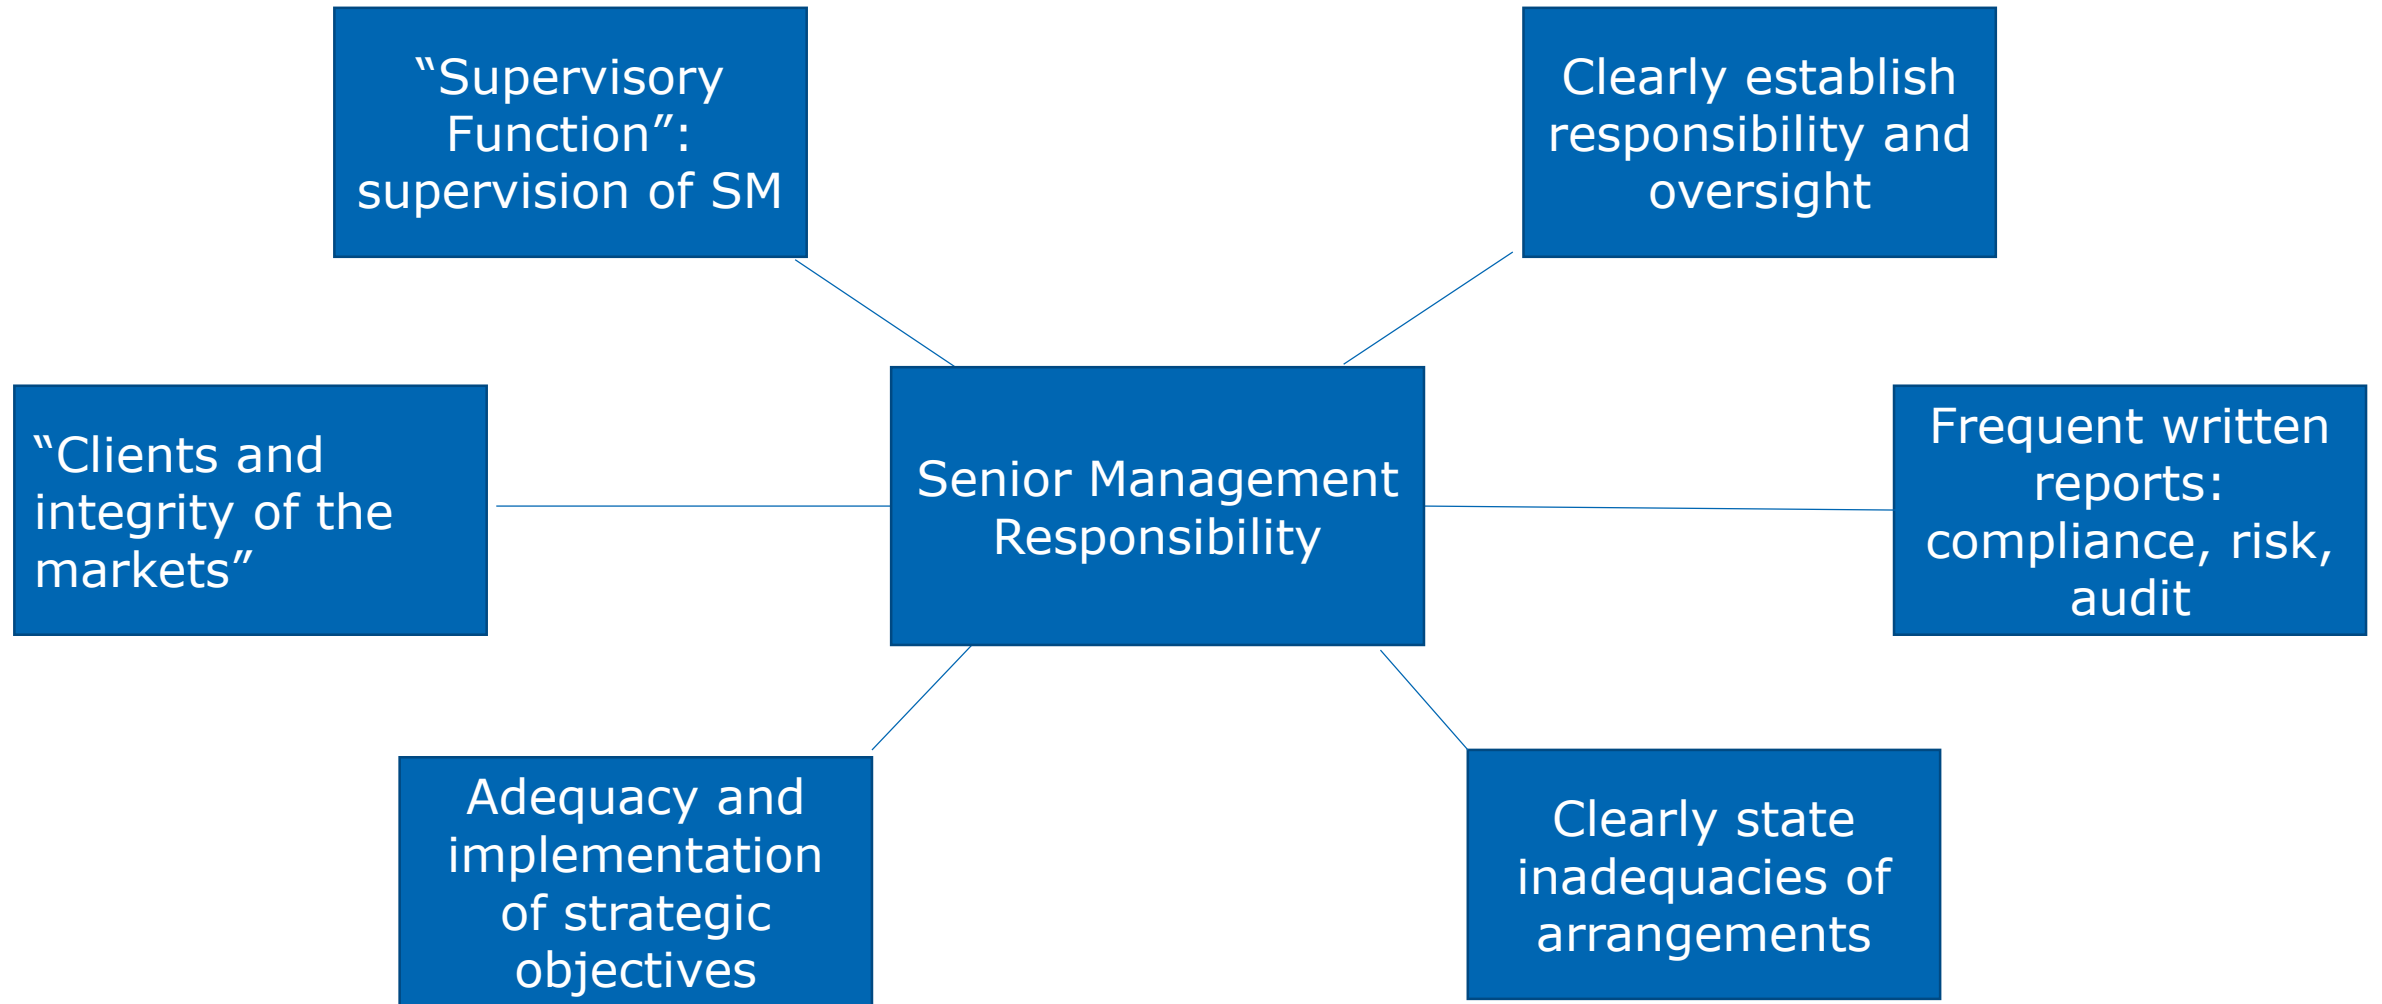 “Supervisory
Function”:
supervision of SM
Clearly establish
responsibility and
oversight
“Clients and
integrity of the
markets”
Senior Management
Responsibility
Frequent written
reports:
compliance, risk,
audit
Adequacy and
implementation
of strategic
objectives
Clearly state
inadequacies of
arrangements